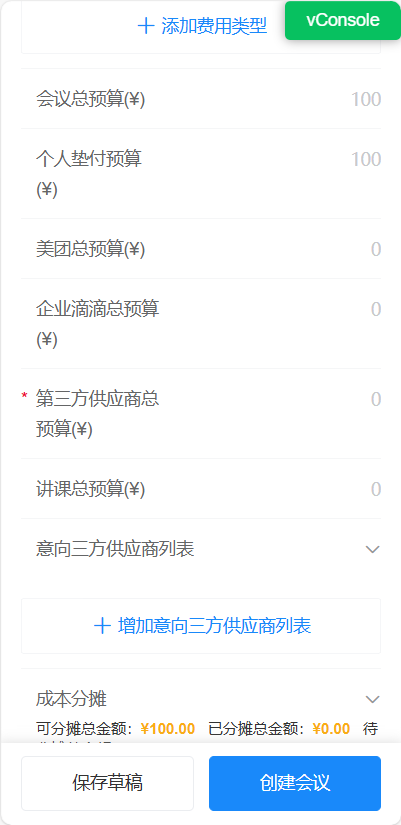 + 添加费用类型
vConsole
会议总预算(¥) 100
个人垫付预算 100
(¥)
美团总预算(¥) 0
企业滴滴总预算 0
(¥)
* 第三方供应商总 0
预算(¥)
讲课总预算(¥) 0
意向三方供应商列表
+ 增加意向三方供应商列表
成本分摊
可分摊总金额：¥100.00 已分摊总金额：¥0.00 待
保存草稿 创建会议